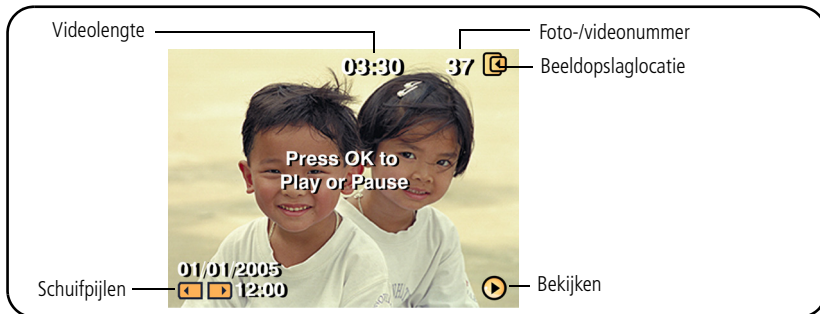 Videolengte
Foto-/videonummer
03:30 37
Beeldopslaglocatie
Press OK to
Play or Pause
01/01/2005
12:00
Schuifpijlen
Bekijken